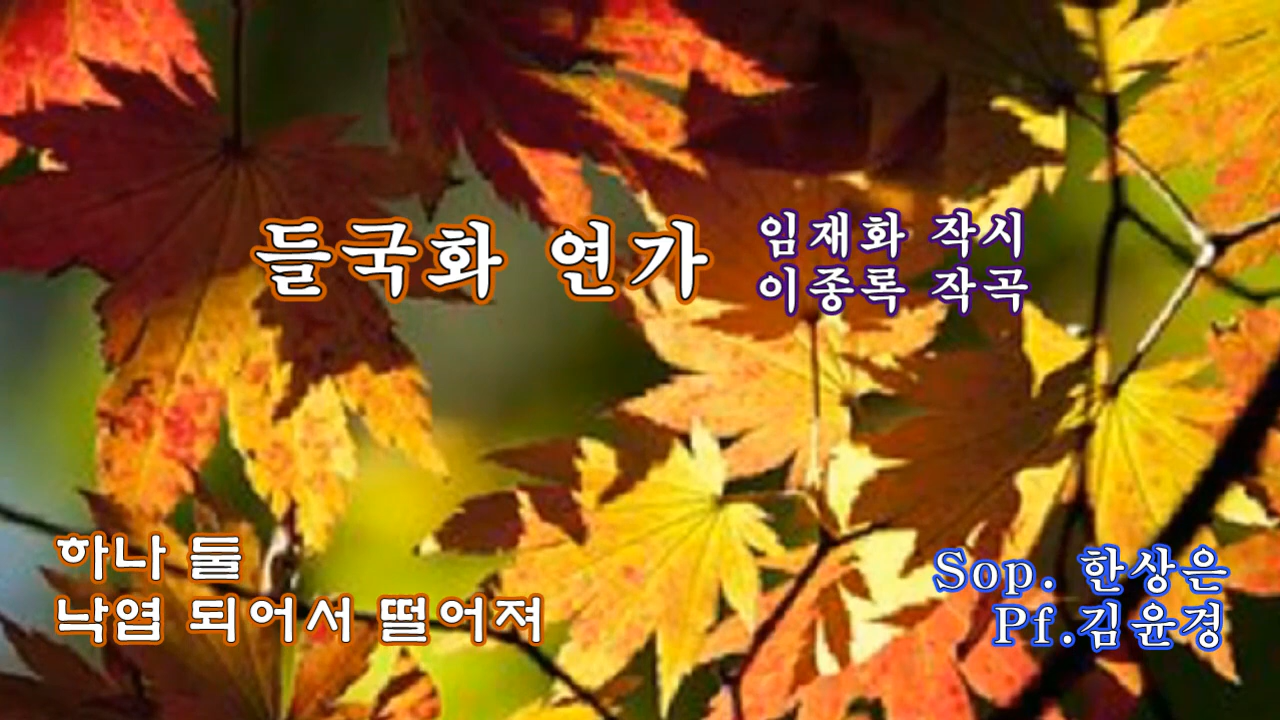 들국화 연가
임재화 작시
이종록 작곡
하나 둘
낙엽 되어서 떨어져
Sop. 한상은
Pf.김윤경